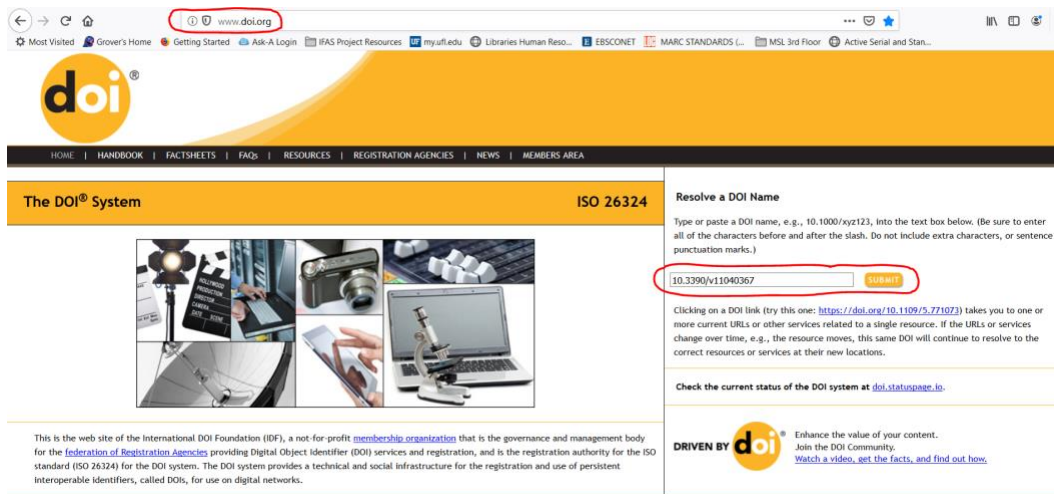 www.doi.org
Most Visited Grover's Home Getting Started Ask-A Login IFAS Project Resources my.ufl.edu Libraries Human Reso... EBSCONET MARC STANDARDS (... MSL 3rd Floor Active Serial and Stan...
doi®
HOME | HANDBOOK | FACTSHEETS | FAQs | RESOURCES | REGISTRATION AGENCIES | NEWS | MEMBERS AREA
The DOI® System ISO 26324
HOLLYWOOD
PRODUCTION
DIRECTOR
CAMERA
DATE SCENE
This is the web site of the International DOI Foundation (IDF), a not-for-profit membership organization that is the governance and management body
for the federation of Registration Agencies providing Digital Object Identifier (DOI) services and registration, and is the registration authority for the ISO
standard (ISO 26324) for the DOI system. The DOI system provides a technical and social infrastructure for the registration and use of persistent
interoperable identifiers, called DOIs, for use on digital networks.
Resolve a DOI Name
Type or paste a DOI name, e.g., 10.1000/xyz123, into the text box below. (Be sure to enter
all of the characters before and after the slash. Do not include extra characters, or sentence
punctuation marks.)
10.3390/v11040367 SUBMIT
Clicking on a DOI link (try this one: https://doi.org/10.1109/5.771073) takes you to one or
more current URLs or other services related to a single resource. If the URLs or services
change over time, e.g., the resource moves, this same DOI will continue to resolve to the
correct resources or services at their new locations.
Check the current status of the DOI system at doi.statuspage.io.
DRIVEN BY doi®
Enhance the value of your content.
Join the DOI Community.
Watch a video, get the facts, and find out how.